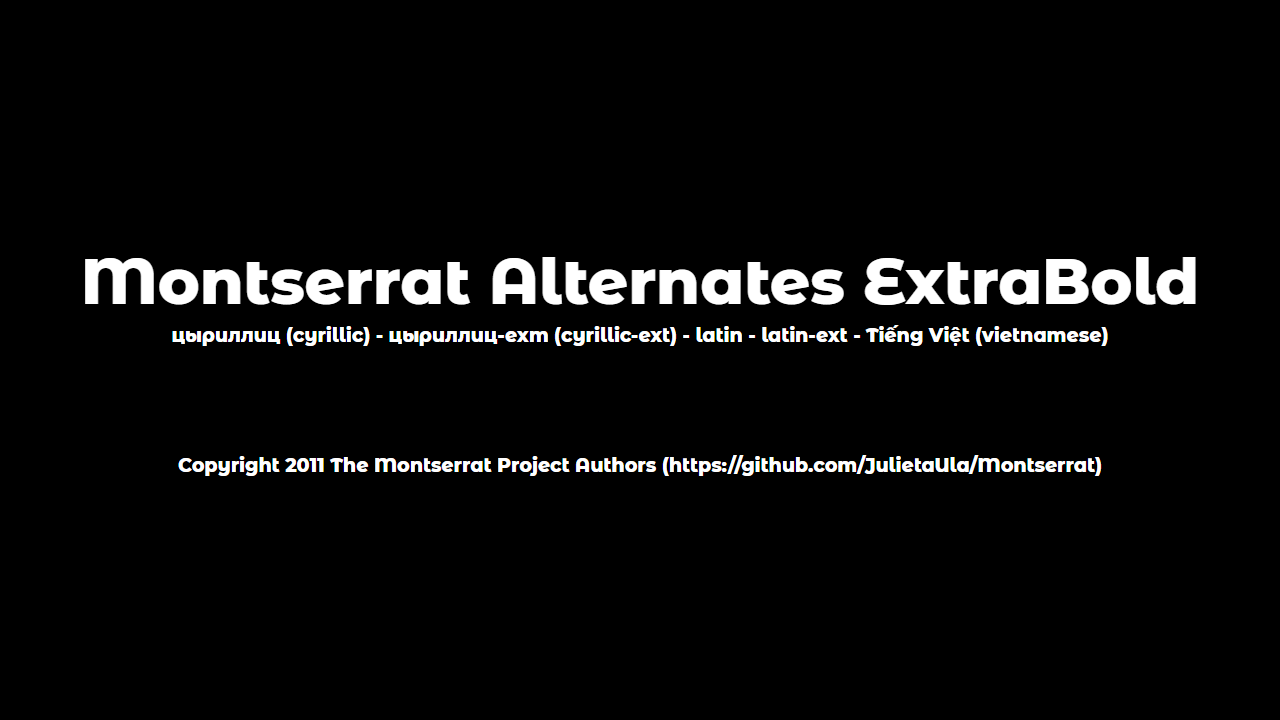 Montserrat Alternates ExtraBold
цыриллиц (cyrillic) - цыриллиц-ехт (cyrillic-ext) - latin - latin-ext - Tiếng Việt (vietnamese)
Copyright 2011 The Montserrat Project Authors (https://github.com/JulietaUla/Montserrat)